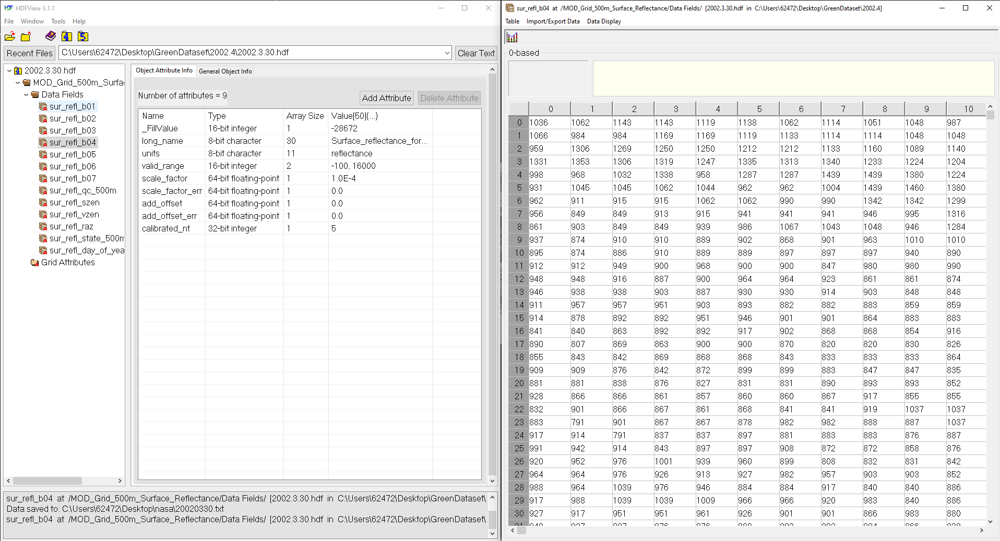 HDFView 3.1.1
File Window Tools Help
Recent Files C:\Users\62472\Desktop\GreenDataset\2002.4\2002.3.30.hdf Clear Text
2002.3.30.hdf
MOD_Grid_500m_Surfa
Data Fields
sur_refl_b01
sur_refl_b02
sur_refl_b03
sur_refl_b04
sur_refl_b05
sur_refl_b06
sur_refl_b07
sur_refl_qc_500m
sur_refl_szen
sur_refl_vzen
sur_refl_raz
sur_refl_state_500m
sur_refl_day_of_yea
Grid Attributes
Object Attribute Info General Object Info
Number of attributes = 9 Add Attribute Delete Attribute
Name Type Array Size Value[50](...)
_FillValue 16-bit integer 1 -28672
long_name 8-bit character 30 Surface_reflectance_for...
units 8-bit character 11 reflectance
valid_range 16-bit integer 2 -100, 16000
scale_factor 64-bit floating-point 1 1.0E-4
scale_factor_err 64-bit floating-point 1 0.0
add_offset 64-bit floating-point 1 0.0
add_offset_err 64-bit floating-point 1 0.0
calibrated_nt 32-bit integer 1 5
sur_refl_b04 at /MOD_Grid_500m_Surface_Reflectance/Data Fields/ [2002.3.30.hdf in C:\Users\62472\Desktop\GreenDataset\
Data saved to: C:\Users\62472\Desktop\nasa\20020330.txt
sur_refl_b04 at /MOD_Grid_500m_Surface_Reflectance/Data Fields/ [2002.3.30.hdf in C:\Users\62472\Desktop\GreenDataset\
sur_refl_b04 at /MOD_Grid_500m_Surface_Reflectance/Data Fields/ [2002.3.30.hdf in C:\Users\62472\Desktop\GreenDataset\2002.4]
Table Import/Export Data Data Display
0-based
0 1 2 3 4 5 6 7 8 9 10
0 1036 1062 1143 1143 1119 1138 1062 1114 1051 1048 987
1 1066 984 984 1169 1169 1119 1133 1114 1114 1048 1048
2 959 1306 1269 1250 1250 1212 1212 1133 1160 1089 1140
3 1331 1353 1306 1319 1247 1335 1313 1340 1233 1224 1204
4 998 968 1032 1338 958 1287 1287 1439 1439 1380 1224
5 931 1045 1045 1062 1044 962 962 1004 1439 1460 1380
6 962 911 915 915 1062 1062 990 990 1342 1342 1299
7 956 849 849 913 915 941 941 941 946 995 1316
8 861 903 849 849 939 986 1067 1043 1048 946 1284
9 937 874 910 910 889 902 868 901 963 1010 1010
10 895 874 886 910 889 889 897 897 897 940 890
11 912 912 949 900 968 900 900 847 980 980 990
12 948 948 916 887 900 964 964 923 861 861 874
13 946 938 938 903 887 930 930 914 903 848 848
14 911 957 957 951 903 893 882 882 883 859 859
15 914 878 892 892 951 946 901 901 864 883 883
16 841 840 863 892 892 917 902 868 868 854 916
17 890 807 869 863 900 900 870 820 820 830 826
18 855 843 842 869 868 868 843 833 833 833 864
19 909 909 876 842 872 899 899 883 847 847 835
20 881 881 838 876 827 831 831 890 893 893 852
21 928 866 866 861 857 860 860 867 917 855 855
22 832 901 866 867 861 868 841 841 919 1037 1037
23 883 791 901 867 867 878 982 982 888 887 1037
24 917 914 791 837 837 897 881 883 883 876 887
25 991 942 914 843 897 897 908 872 872 858 876
26 920 952 976 1001 939 960 899 808 832 831 842
27 964 964 976 926 913 927 982 957 903 903 852
28 988 964 1039 976 946 884 884 917 840 840 886
29 917 988 1039 1039 1009 966 966 920 983 840 886
30 927 917 951 951 961 926 901 901 866 983 880